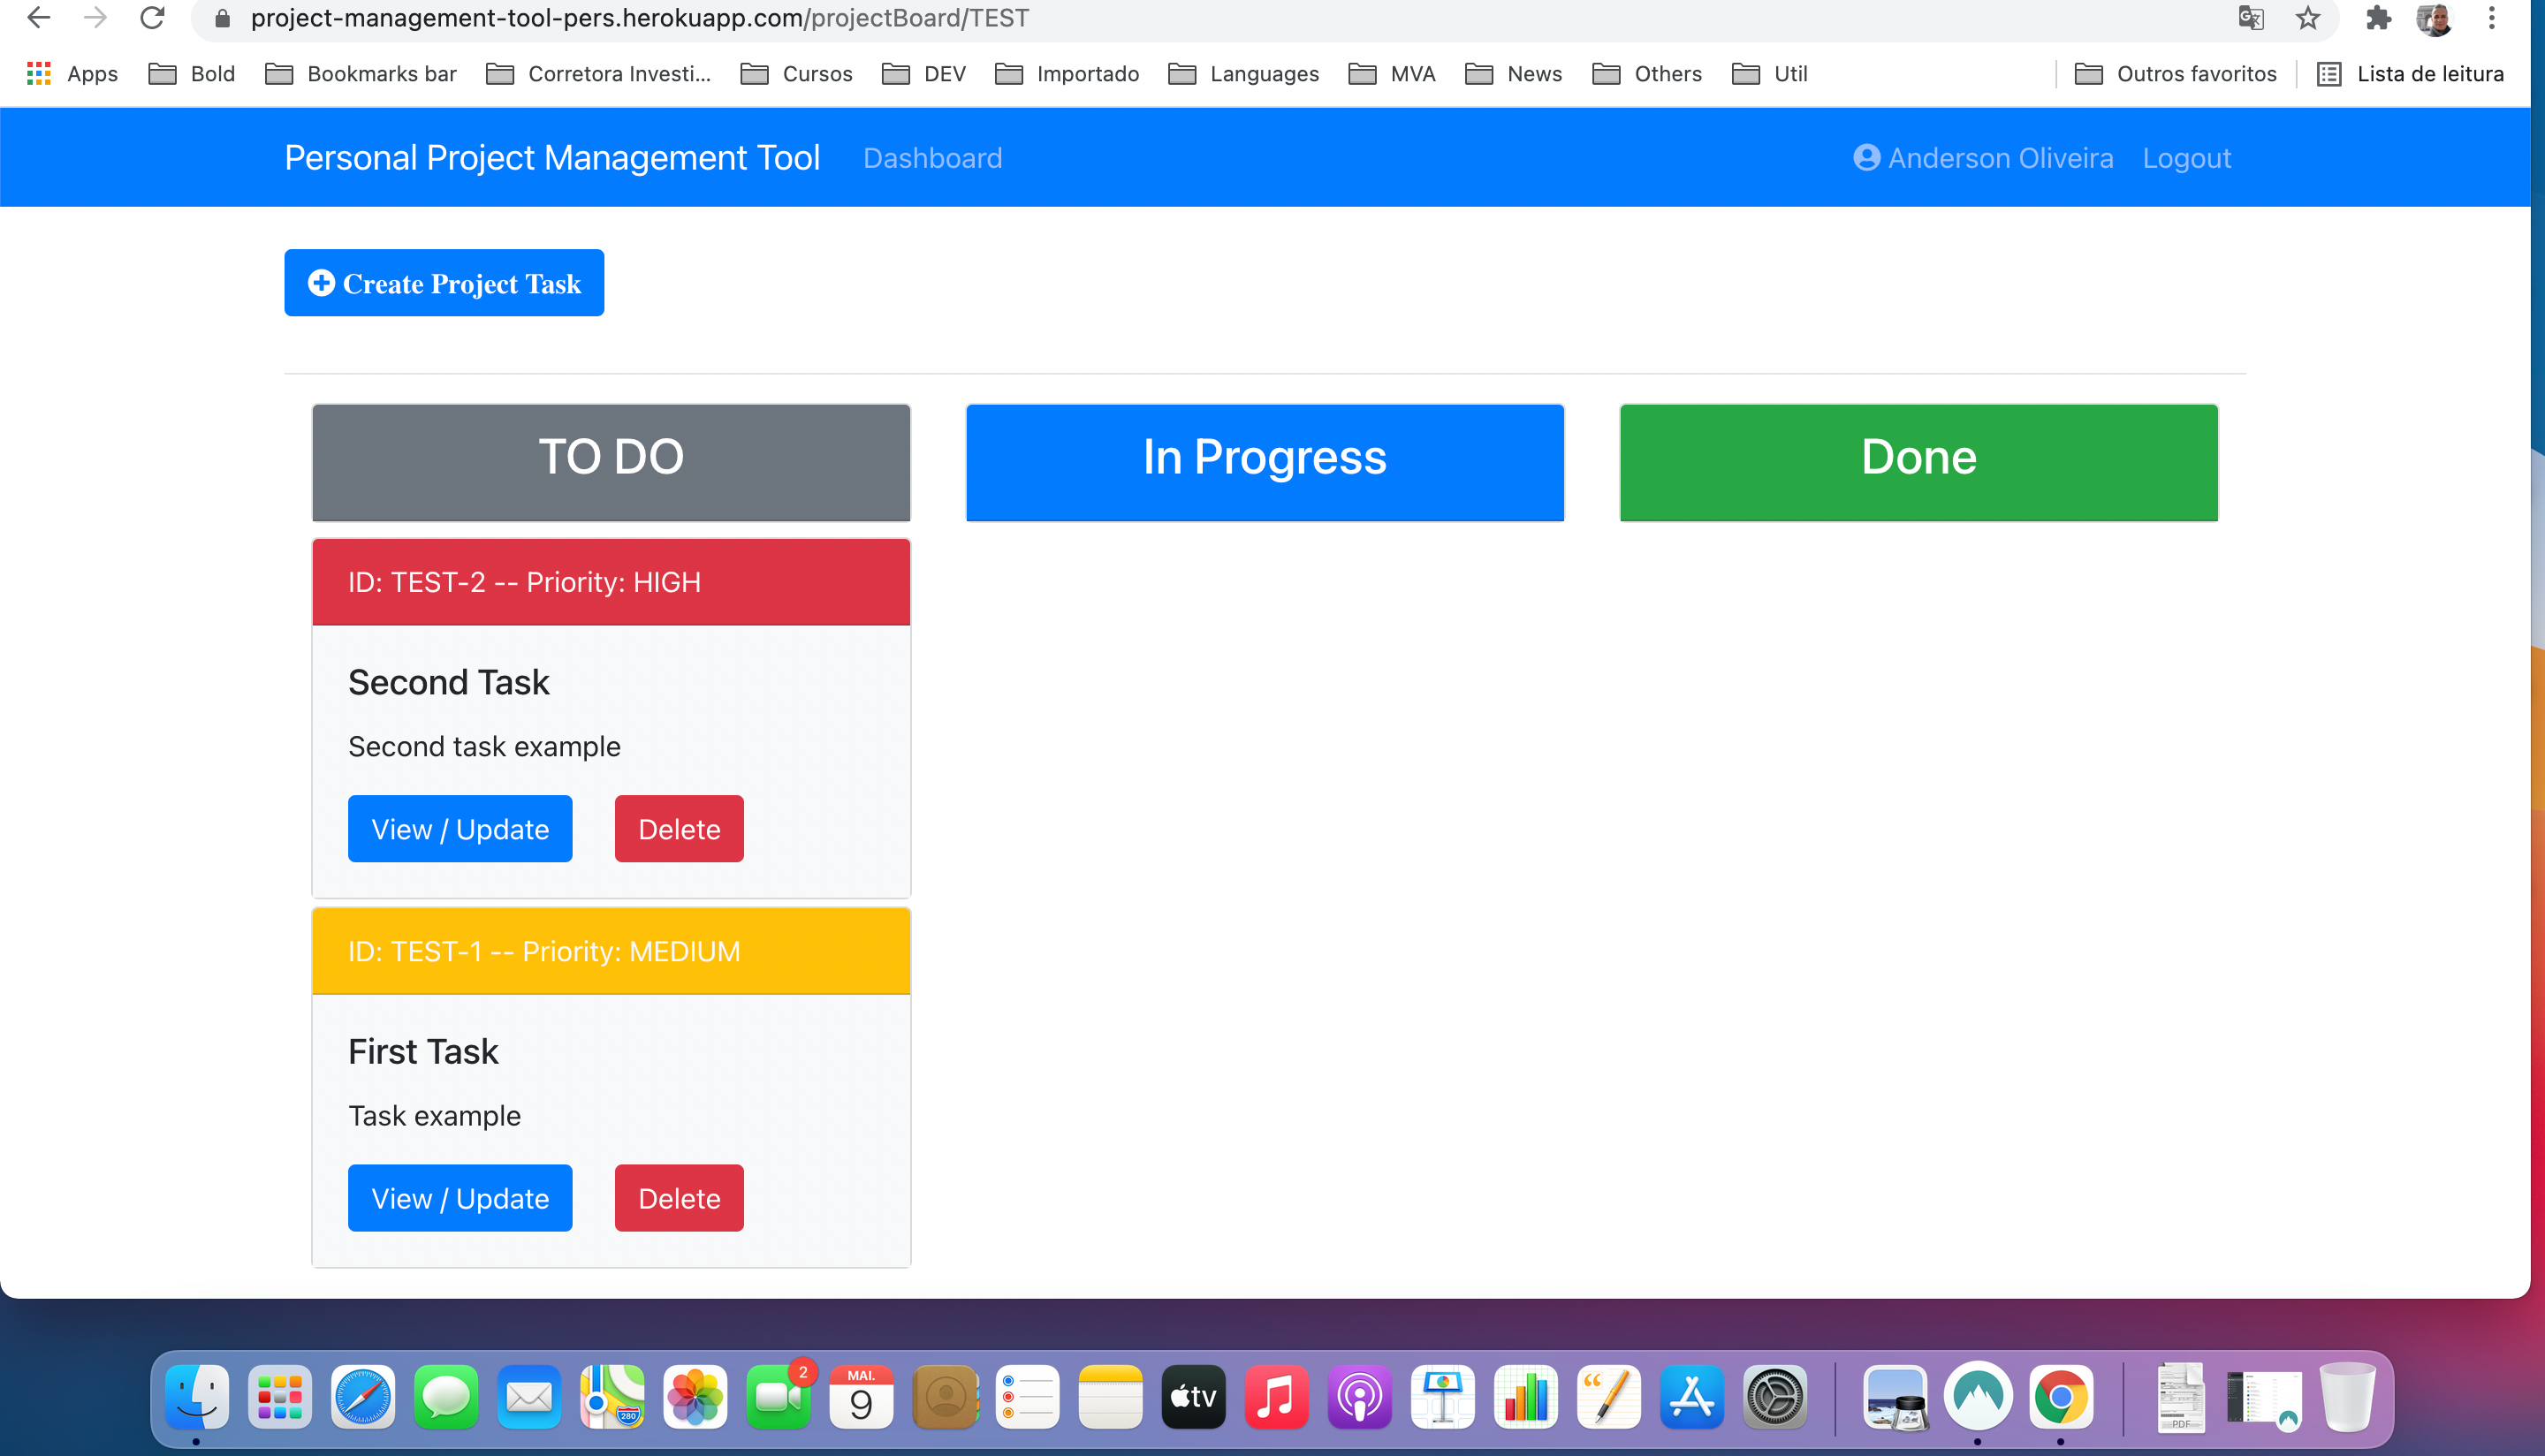 project-management-tool-pers.herokuapp.com/projectBoard/TEST
Apps Bold Bookmarks bar Corretora Investi... Cursos DEV Importado Languages MVA News Others Util Outros favoritos Lista de leitura
Personal Project Management Tool Dashboard Anderson Oliveira Logout
Create Project Task
TO DO In Progress Done
ID: TEST-2 -- Priority: HIGH
Second Task
Second task example
View / Update Delete
ID: TEST-1 -- Priority: MEDIUM
First Task
Task example
View / Update Delete
2
MAI.
9
280
tv
PDF